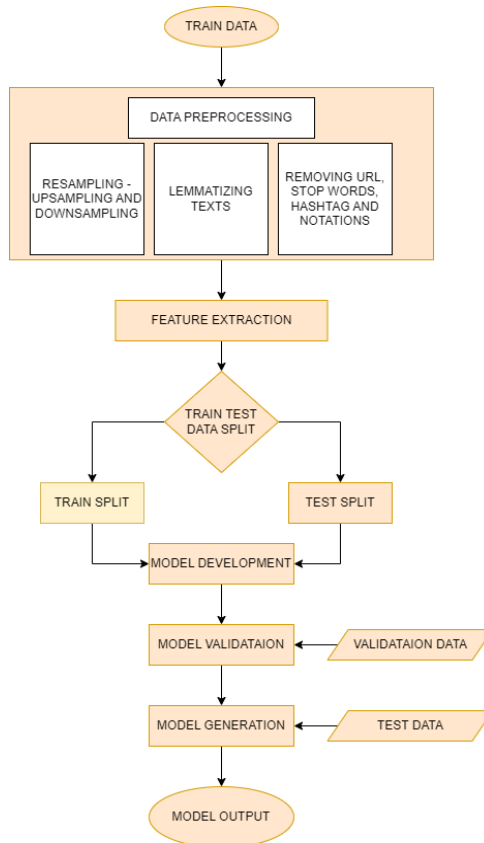 TRAIN DATA
DATA PREPROCESSING
RESAMPLING -
UPSAMPLING AND
DOWNSAMPLING
LEMMATIZING
TEXTS
REMOVING URL,
STOP WORDS,
HASHTAG AND
NOTATIONS
FEATURE EXTRACTION
TRAIN TEST
DATA SPLIT
TRAIN SPLIT
TEST SPLIT
MODEL DEVELOPMENT
MODEL VALIDATAION
VALIDATAION DATA
MODEL GENERATION
TEST DATA
MODEL OUTPUT